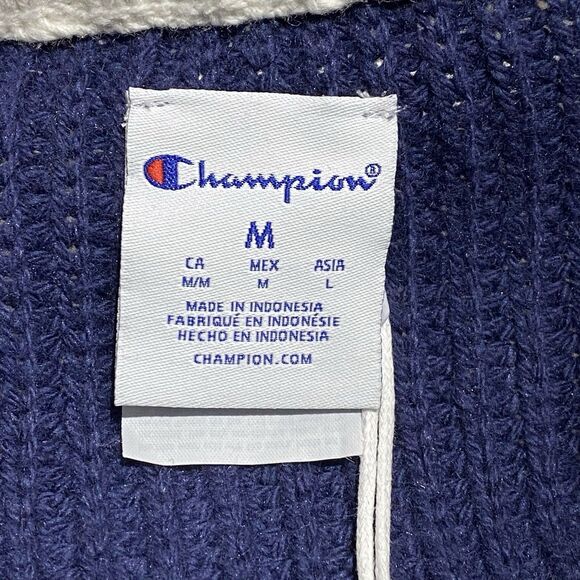 Champion®
M
CA MEX ASIA
M/M M L
MADE IN INDONESIA
FABRIQUÉ EN INDONÉSIE
HECHO EN INDONESIA
CHAMPION.COM